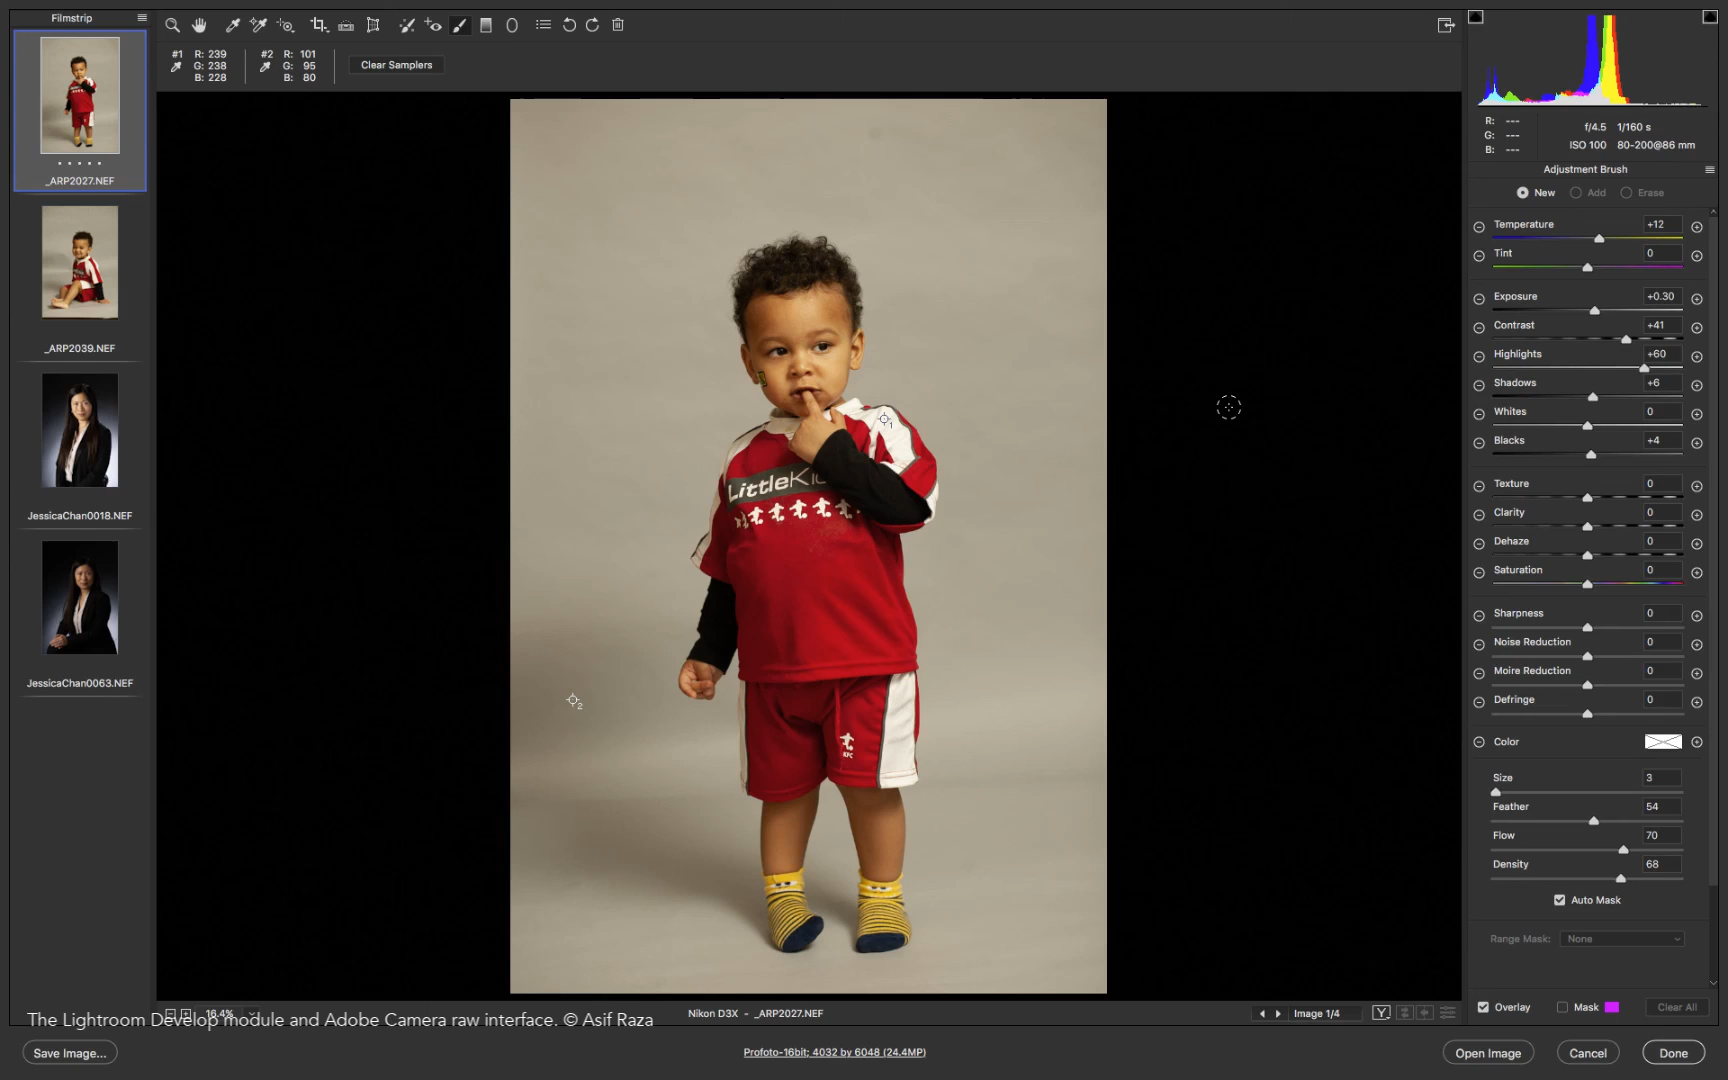 Filmstrip
_ARP2027.NEF
_ARP2039.NEF
JessicaChan0018.NEF
JessicaChan0063.NEF
#1 R: 239
G: 238
B: 228
#2 R: 101
G: 95
B: 80
Clear Samplers
1
2
LittleKi
KFC
R: ---
G: ---
B: ---
f/4.5 1/160 s
ISO 100 80-200@86 mm
Adjustment Brush
New Add Erase
Temperature +12
Tint 0
Exposure +0.30
Contrast +41
Highlights +60
Shadows +6
Whites 0
Blacks +4
Texture 0
Clarity 0
Dehaze 0
Saturation 0
Sharpness 0
Noise Reduction 0
Moire Reduction 0
Defringe 0
Color
Size 3
Feather 54
Flow 70
Density 68
Auto Mask
Range Mask: None
Overlay Mask Clear All
16.4%
Nikon D3X - _ARP2027.NEF
Image 1/4
Y
The Lightroom Develop module and Adobe Camera raw interface. © Asif Raza
Save Image...
Profoto-16bit; 4032 by 6048 (24.4MP)
Open Image Cancel Done